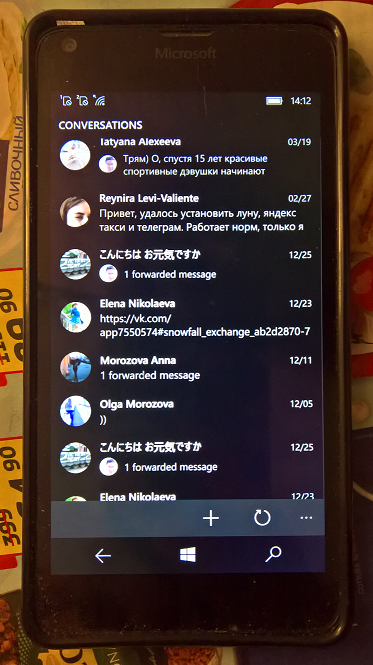 Microsoft
14:12
CONVERSATIONS
Tatyana Alexeeva 03/19
Трям) О, спустя 15 лет красивые
спортивные дэвушки начинают
Reynira Levi-Valiente 02/27
Привет, удалось установить луну, яндекс
такси и телеграм. Работает норм, только я
こんにちは お元気ですか 12/25
1 forwarded message
Elena Nikolaeva 12/23
https://vk.com/
app7550574#snowfall_exchange_ab2d2870-7
Morozova Anna 12/11
1 forwarded message
Olga Morozova 12/05
))
こんにちは お元気ですか 12/25
1 forwarded message
Elena Nikolaeva 12/23
СЛИВОЧНЫЙ
90
399
90